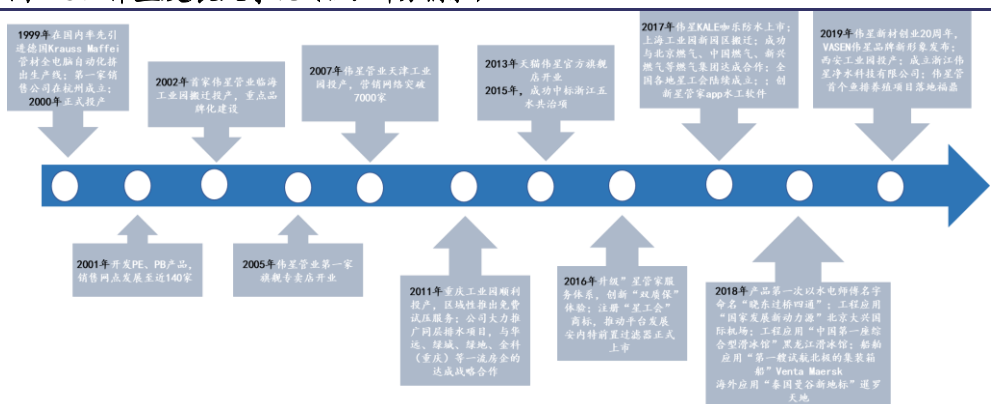 1999年在国内率先引
进德国Krauss Maffei
管材全电脑自动化挤
出生产线；第一家销
售公司在杭州成立；
2000年正式投产
2002年首家伟星管业临海
工业园搬迁投产，重点品
牌化建设
2007年伟星管业天津工业
园投产，营销网络突破
7000家
2013年天猫伟星官方旗舰
店开业
2015年，成功中标浙江五
水共治项
2017年伟星KALE咖乐防水上市；
上海工业园新园区搬迁；成功
与北京燃气、中国燃气、新兴
燃气等燃气集团达成合作；全
国各地星工会陆续成立；；创
新星管家app水工软件
2019年伟星新材创业20周年，
VASEN伟星品牌新形象发布；
西安工业园投产；成立浙江伟
星净水科技有限公司；伟星管
首个鱼排养殖项目落地福鼎
2001年开发PE、PB产品，
销售网点发展至近140家
2005年伟星管业第一家
旗舰专卖店开业
2011年重庆工业园顺利
投产，区域性推出免费
试压服务；公司大力推
广同层排水项目，与华
远、绿城、绿地、金科
（重庆）等一流房企的
达成战略合作
2016年升级”星管家服
务体系，创新“双质保”
体验；注册“星工会”
商标，推动平台发展
安内特前置过滤器正式
上市
2018年产品第一次以水电师傅名字
命名“晓东过桥四通”；工程应用
“国家发展新动力源”北京大兴国
际机场；工程应用“中国第一座综
合型滑冰馆”黑龙江滑冰馆；船舶
应用“第一艘试航北极的集装箱
船”Venta Maersk
海外应用“泰国曼谷新地标”暹罗
天地